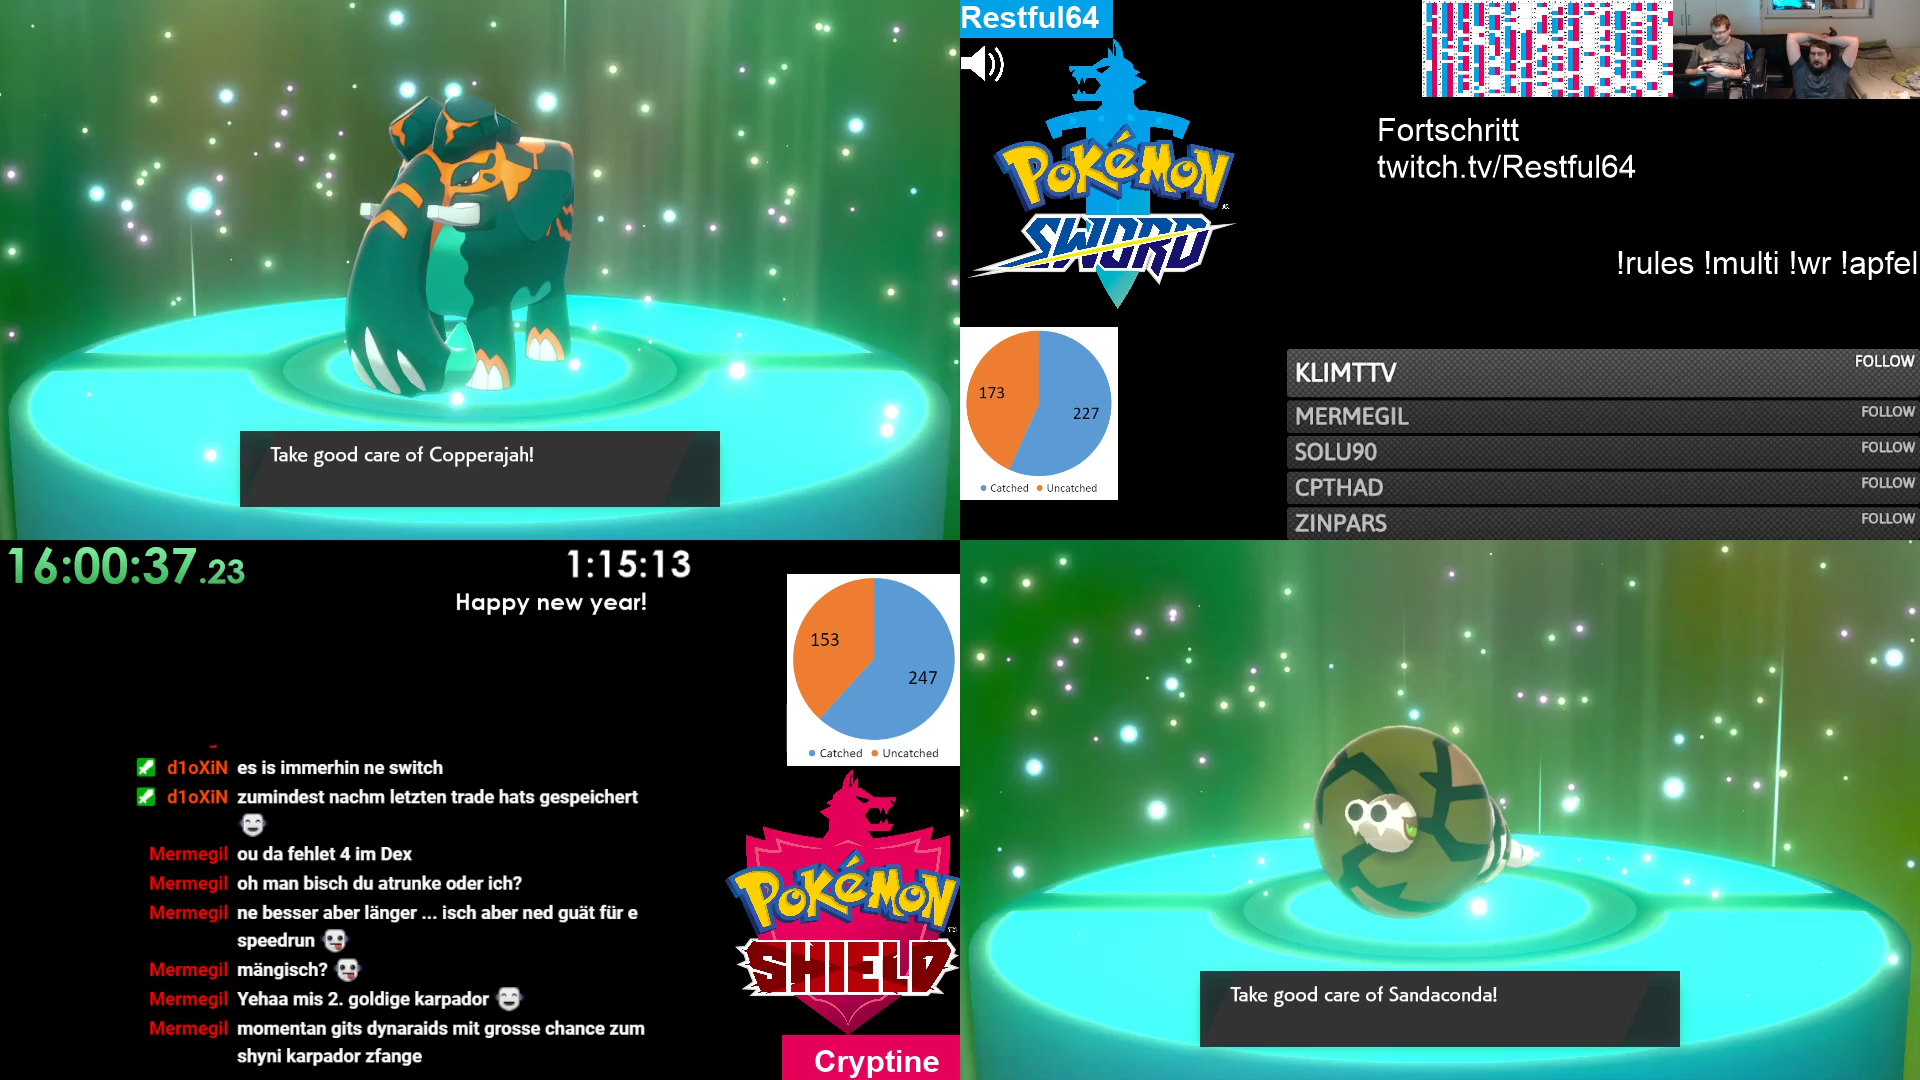 Take good care of Copperajah!
Restful64
POKéMON
SWORD
Fortschritt
twitch.tv/Restful64
!rules !multi !wr !apfel
173
227
Catched Uncatched
KLIMTTV FOLLOW
MERMEGIL FOLLOW
SOLU90 FOLLOW
CPTHAD FOLLOW
ZINPARS FOLLOW
16:00:37.23
1:15:13
Happy new year!
153
247
Catched Uncatched
d1oXiN es is immerhin ne switch
d1oXiN zumindest nachm letzten trade hats gespeichert
Mermegil ou da fehlet 4 im Dex
Mermegil oh man bisch du atrunke oder ich?
Mermegil ne besser aber länger ... isch aber ned guät für e
speedrun
Mermegil mängisch?
Mermegil Yehaa mis 2. goldige karpador
Mermegil momentan gits dynaraids mit grosse chance zum
shyni karpador zfange
POKéMON
SHIELD
Cryptine
Take good care of Sandaconda!